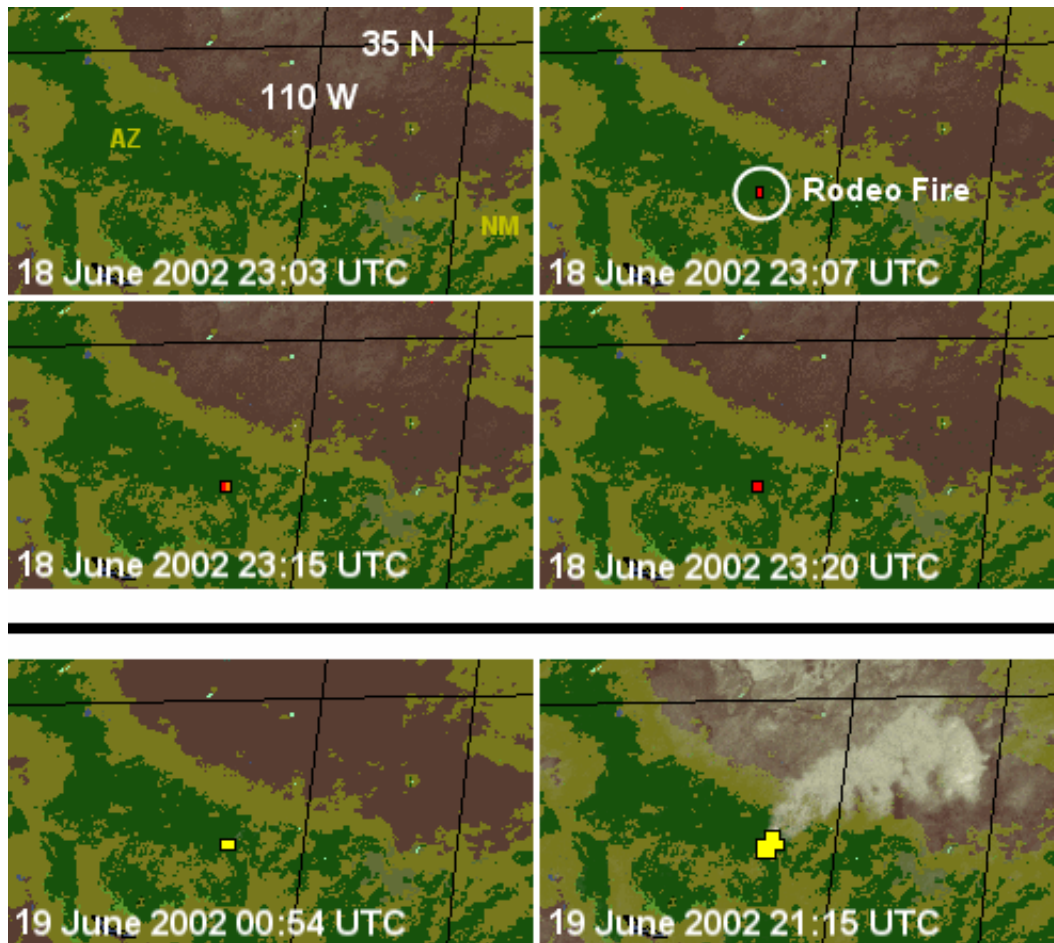 35 N
110 W
AZ
NM
18 June 2002 23:03 UTC
Rodeo Fire
18 June 2002 23:07 UTC
18 June 2002 23:15 UTC
18 June 2002 23:20 UTC
19 June 2002 00:54 UTC
19 June 2002 21:15 UTC